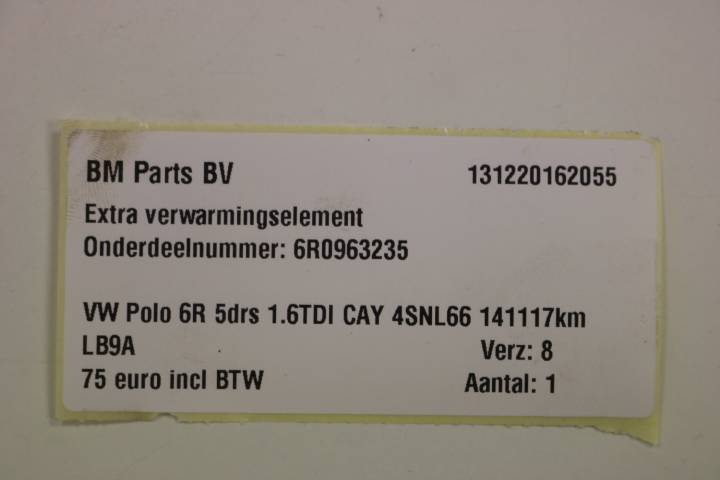 BM Parts BV 131220162055
Extra verwarmingselement
Onderdeelnummer: 6R0963235
VW Polo 6R 5drs 1.6TDI CAY 4SNL66 141117km
LB9A Verz: 8
75 euro incl BTW Aantal: 1